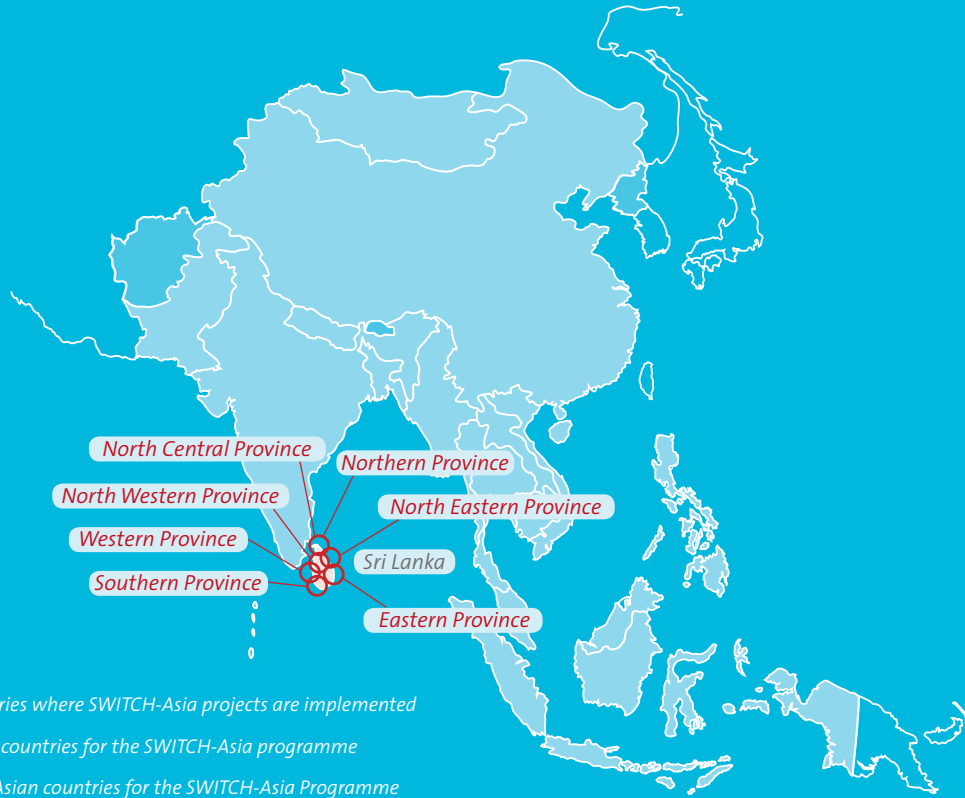 North Central Province
Northern Province
North Western Province
North Eastern Province
Western Province
Sri Lanka
Southern Province
Eastern Province
where SWITCH-Asia projects are implemented
countries for the SWITCH-Asia programme
Asian countries for the SWITCH-Asia Programme